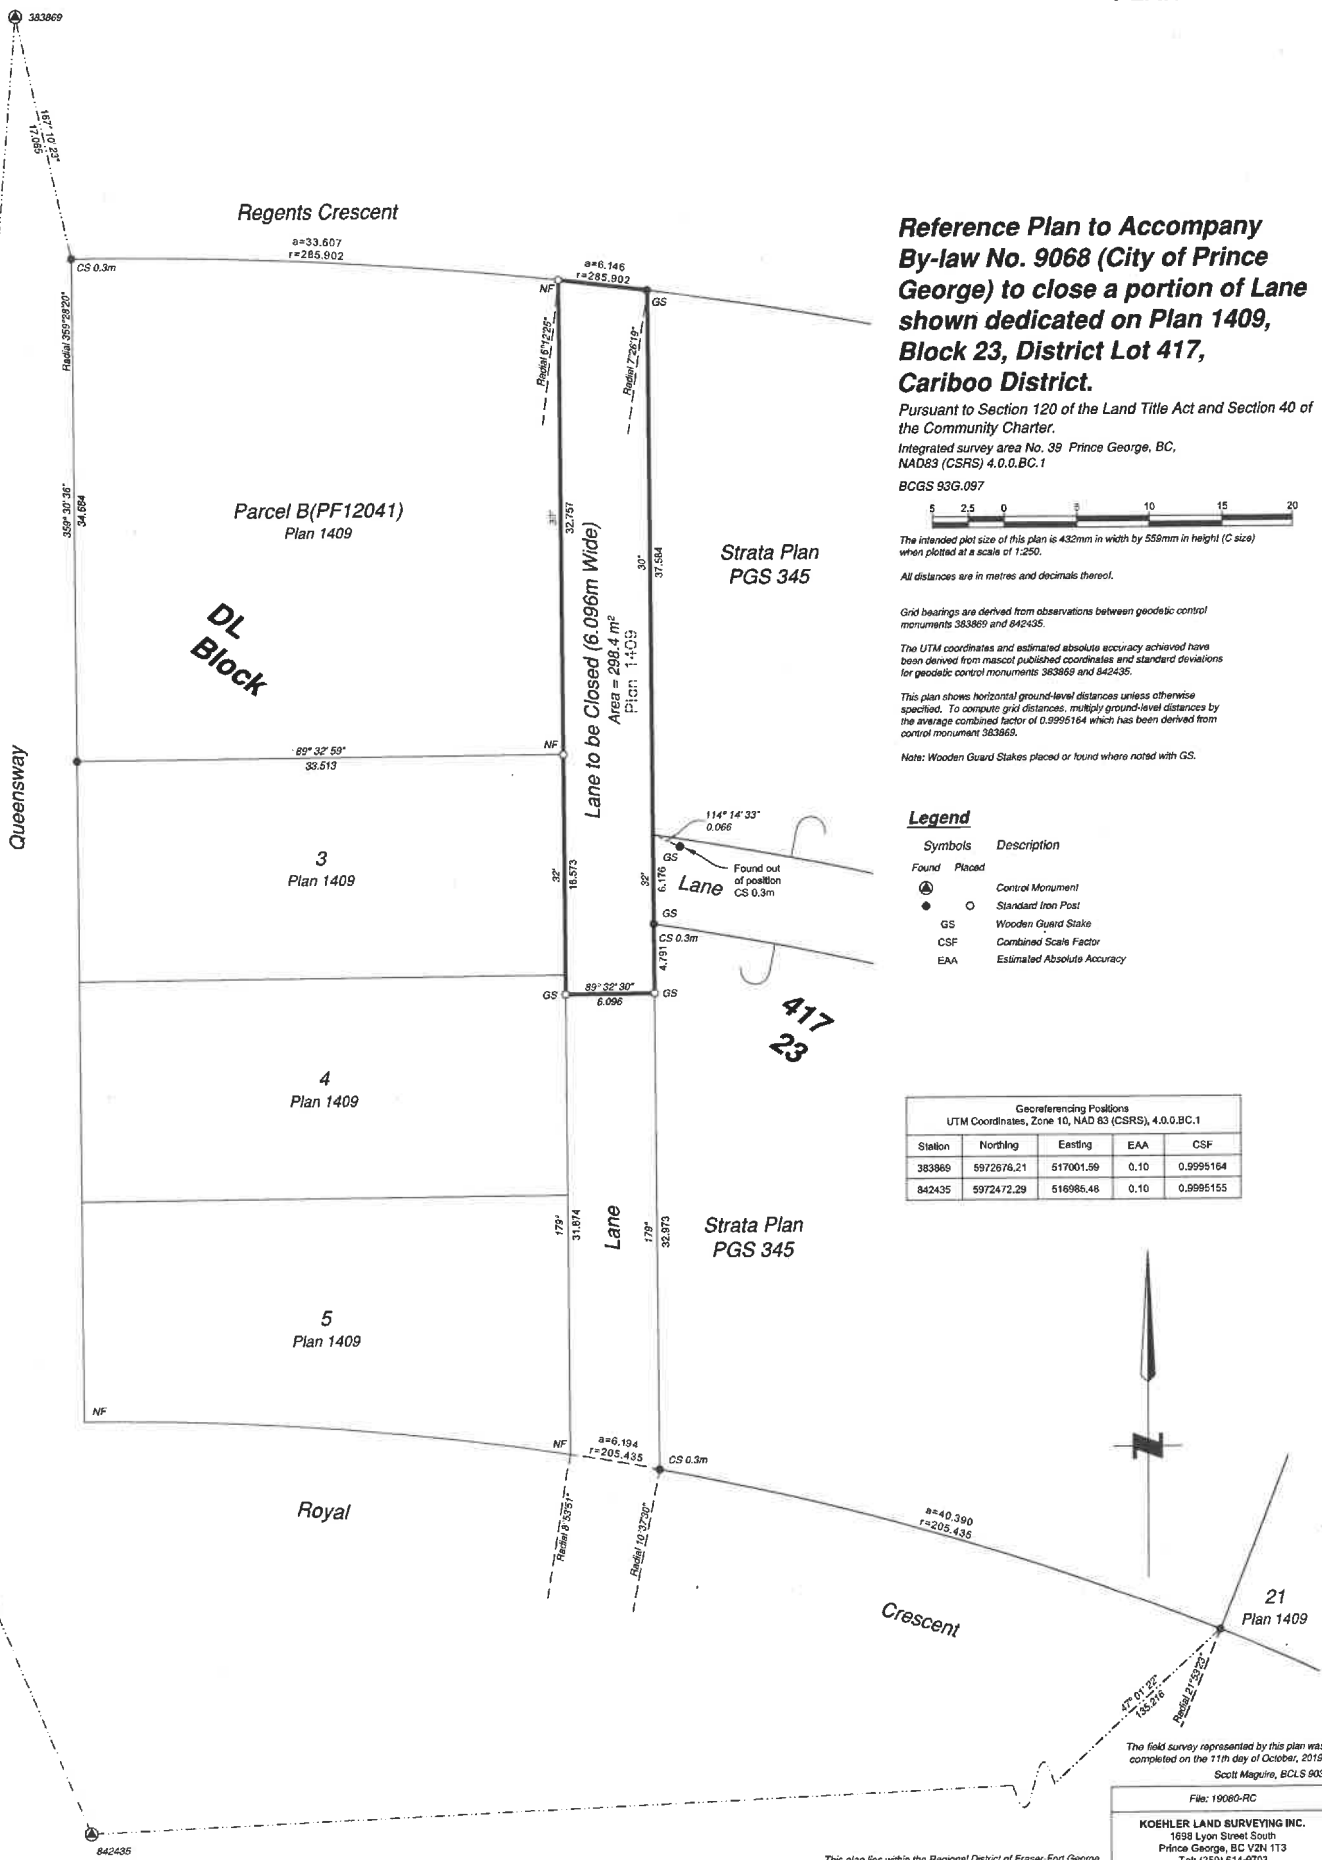 383869
167° 10' 23"
17.065
Regents Crescent
a=33.607
r=285.902
a=6.146
r=285.902
CS 0.3m
NF
GS
Radial 359°28'20"
Radial 6°12'25"
Radial 7°26'19"
Reference Plan to Accompany
By-law No. 9068 (City of Prince
George) to close a portion of Lane
shown dedicated on Plan 1409,
Block 23, District Lot 417,
Cariboo District.
Pursuant to Section 120 of the Land Title Act and Section 40 of
the Community Charter.
Integrated survey area No. 39 Prince George, BC,
NAD83 (CSRS) 4.0.0.BC.1
BCGS 93G.097
5 2.5 0 5 10 15 20
The intended plot size of this plan is 432mm in width by 559mm in height (C size)
when plotted at a scale of 1:250.
All distances are in metres and decimals thereof.
Grid bearings are derived from observations between geodetic control
monuments 383869 and 842435.
The UTM coordinates and estimated absolute accuracy achieved have
been derived from mascot published coordinates and standard deviations
for geodetic control monuments 383869 and 842435.
This plan shows horizontal ground-level distances unless otherwise
specified. To compute grid distances, multiply ground-level distances by
the average combined factor of 0.9995164 which has been derived from
control monument 383869.
Note: Wooden Guard Stakes placed or found where noted with GS.
359° 30' 36"
34.684
Parcel B(PF12041)
Plan 1409
32.757
30"
37.584
Lane to be Closed (6.096m Wide)
Area = 298.4 m²
Plan 1409
Strata Plan
PGS 345
DL
Block
Queensway
89° 32' 59"
33.513
NF
3
Plan 1409
32'
16.573
32'
6.176
114° 14' 33"
0.066
GS
Lane
Found out
of position
CS 0.3m
GS
CS 0.3m
4.791
GS
89° 32' 30"
6.096
GS
417
23
Legend
Symbols Description
Found Placed
Control Monument
Standard Iron Post
GS Wooden Guard Stake
CSF Combined Scale Factor
EAA Estimated Absolute Accuracy
4
Plan 1409
Georeferencing Positions
UTM Coordinates, Zone 10, NAD 83 (CSRS), 4.0.0.BC.1
Station Northing Easting EAA CSF
383869 5972676.21 517001.59 0.10 0.9995164
842435 5972472.29 516985.46 0.10 0.9995155
179°
31.674
Lane
179°
32.973
Strata Plan
PGS 345
5
Plan 1409
NF
NF
a=6.194
r=205.435
CS 0.3m
Royal
Radial 8°53'51"
Radial 10°37'30"
a=40.390
r=205.435
Crescent
21
Plan 1409
47° 01' 22"
135.216
Radial 21°53'23"
The field survey represented by this plan was
completed on the 11th day of October, 2019
Scott Maguire, BCLS 903
File: 19080-RC
KOEHLER LAND SURVEYING INC.
1698 Lyon Street South
Prince George, BC V2N 1T3
842435
This plan lies within the Regional District of Fraser-Fort George